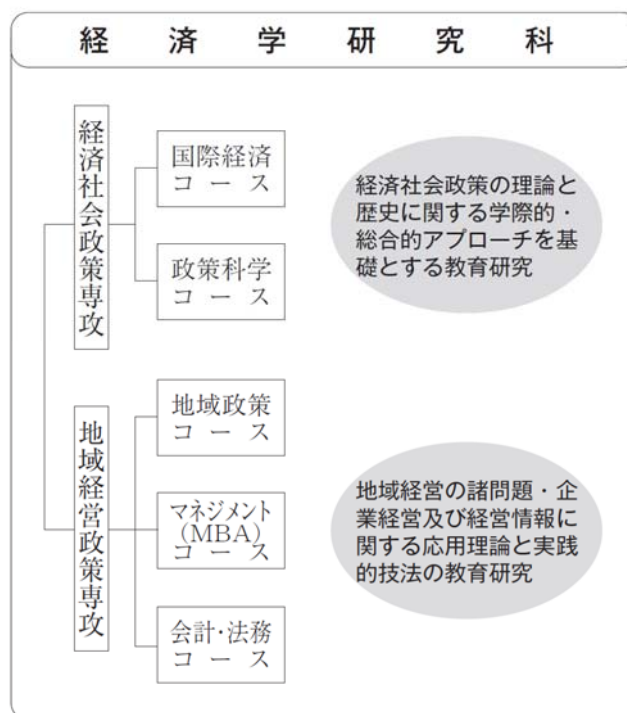 経済学研究科
経済社会政策専攻
国際経済
コース
政策科学
コース
経済社会政策の理論と
歴史に関する学際的・
総合的アプローチを基
礎とする教育研究
地域経営政策専攻
地域政策
コース
マネジメント
(MBA)
コース
会計・法務
コース
地域経営の諸問題・企
業経営及び経営情報に
関する応用理論と実践
的技法の教育研究